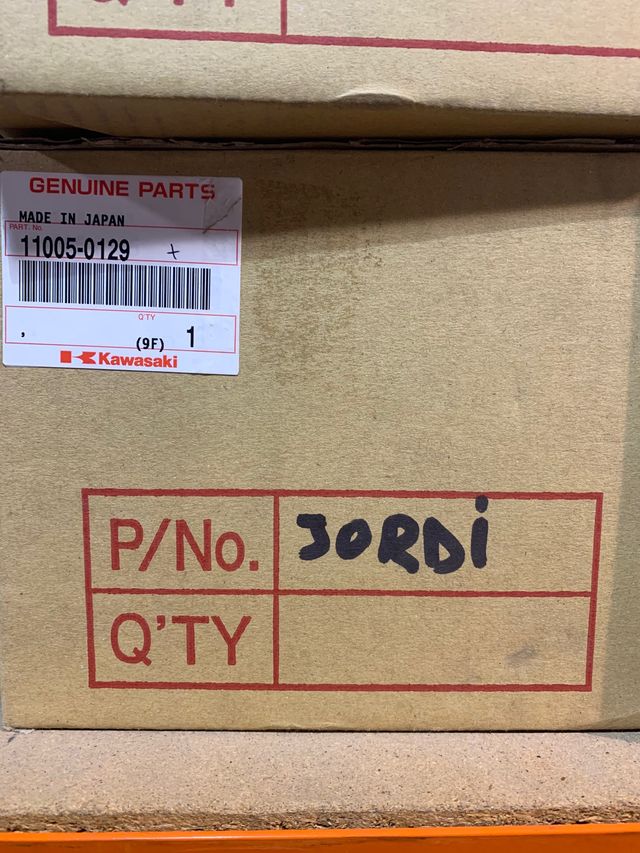 GENUINE PARTS
MADE IN JAPAN
PART. No.
11005-0129 +
Q'TY
, (9F) 1
Kawasaki
P/No. JORDi
Q'TY